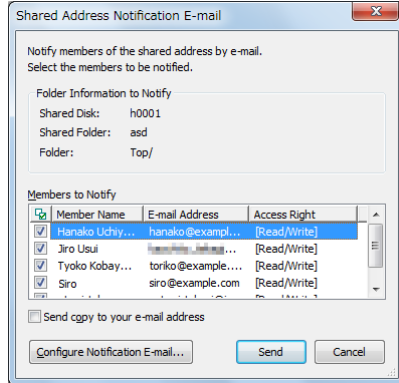 Shared Address Notification E-mail
Notify members of the shared address by e-mail.
Select the members to be notified.
Folder Information to Notify
Shared Disk: h0001
Shared Folder: asd
Folder: Top/
Members to Notify
Member Name E-mail Address Access Right
Hanako Uchiy... hanako@exampl... [Read/Write]
Jiro Usui [Read/Write]
Tyoko Kobay... toriko@example.... [Read/Write]
Siro siro@example.com [Read/Write]
Send copy to your e-mail address
Configure Notification E-mail... Send Cancel